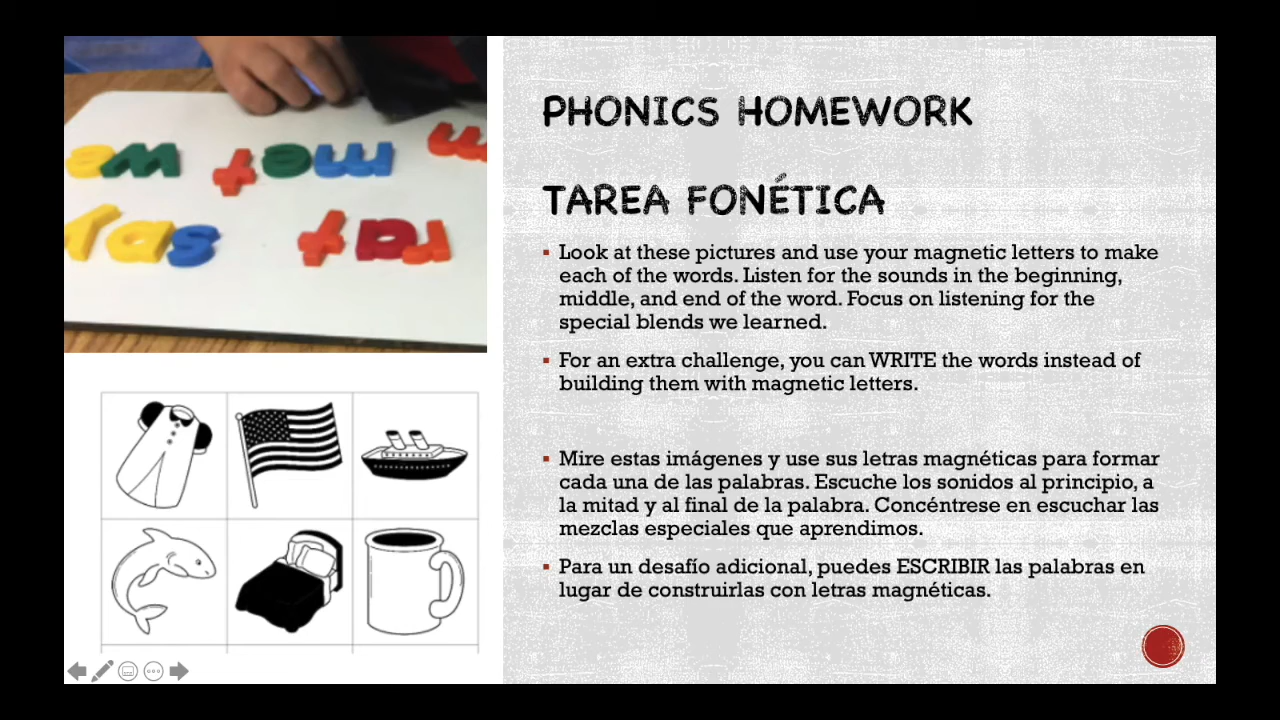 PHONICS HOMEWORK
TAREA FONÉTICA
Look at these pictures and use your magnetic letters to make
each of the words. Listen for the sounds in the beginning,
middle, and end of the word. Focus on listening for the
special blends we learned.
For an extra challenge, you can WRITE the words instead of
building them with magnetic letters.
Mire estas imágenes y use sus letras magnéticas para formar
cada una de las palabras. Escuche los sonidos al principio, a
la mitad y al final de la palabra. Concéntrese en escuchar las
mezclas especiales que aprendimos.
Para un desafío adicional, puedes ESCRIBIR las palabras en
lugar de construirlas con letras magnéticas.